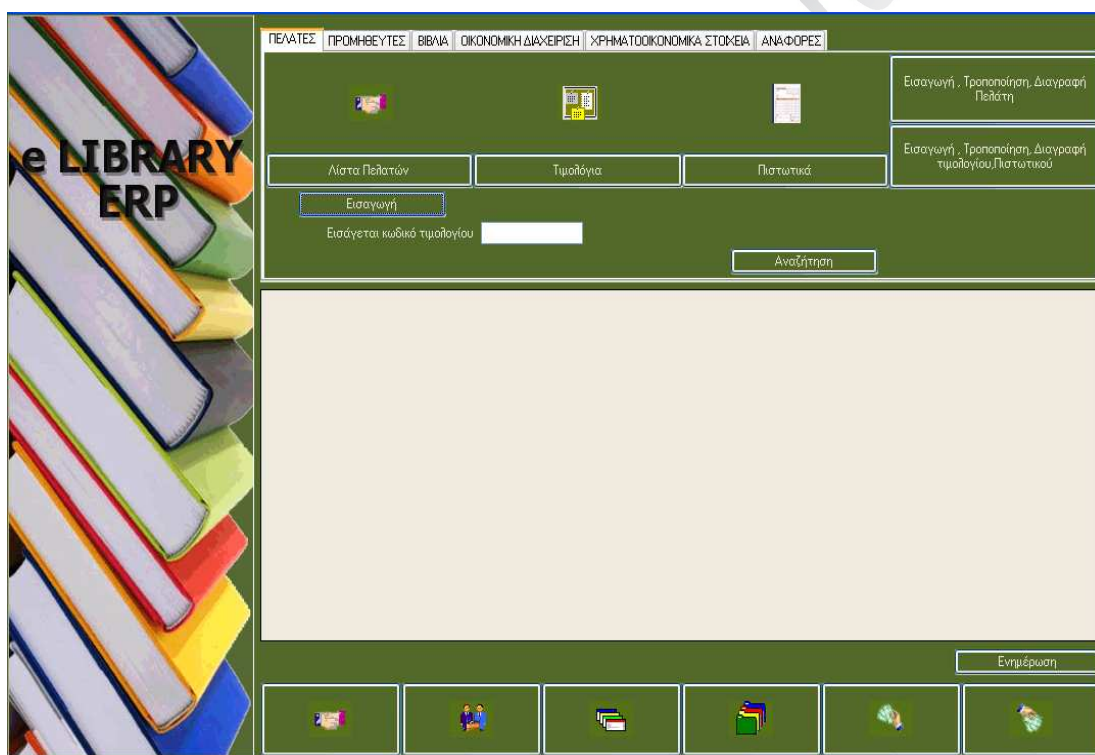 e LIBRARY
ERP
ΠΕΛΑΤΕΣ ΠΡΟΜΗΘΕΥΤΕΣ ΒΙΒΛΙΑ ΟΙΚΟΝΟΜΙΚΗ ΔΙΑΧΕΙΡΙΣΗ ΧΡΗΜΑΤΟΟΙΚΟΝΟΜΙΚΑ ΣΤΟΙΧΕΙΑ ΑΝΑΦΟΡΕΣ
Εισαγωγή , Τροποποίηση, Διαγραφή
Πελάτη
Εισαγωγή , Τροποποίηση, Διαγραφή
τιμολογίου,Πιστωτικού
Λίστα Πελατών Τιμολόγια Πιστωτικά
Εισαγωγή
Εισάγεται κωδικό τιμολογίου
Αναζήτηση
Ενημέρωση